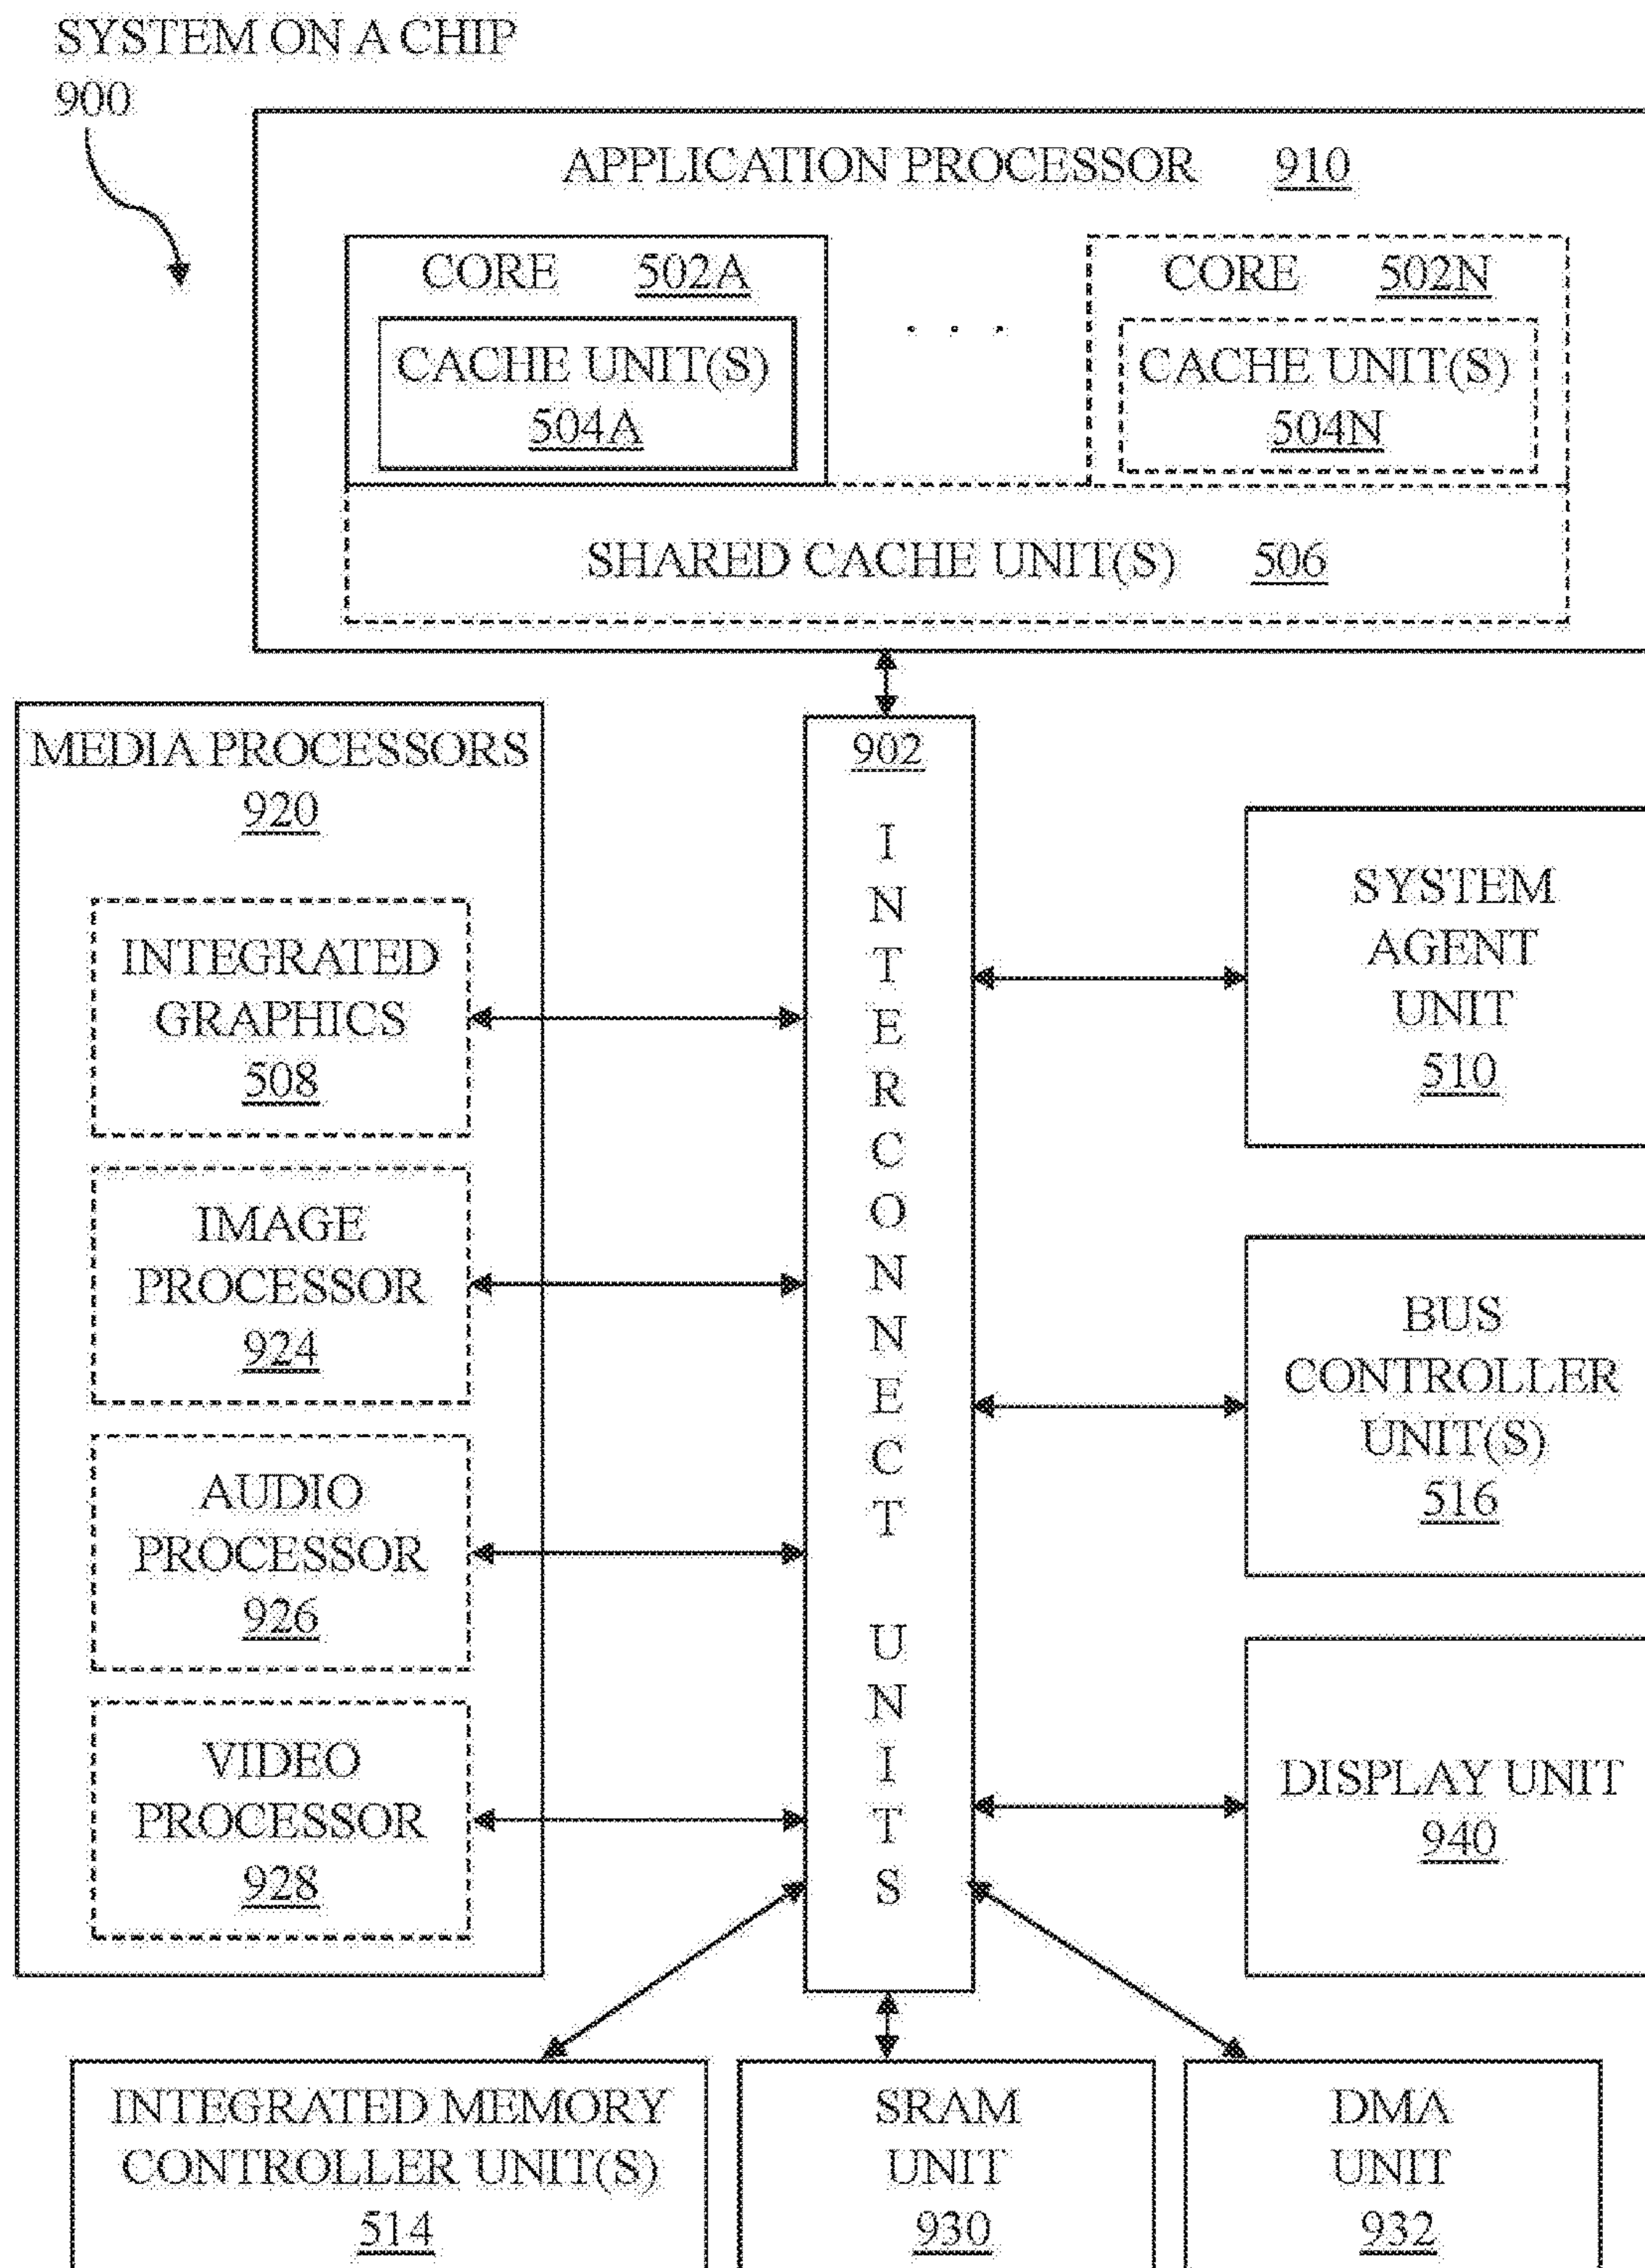 SYSTEM ON A CHIP
900
APPLICATION PROCESSOR 910
CORE 502A
CACHE UNIT(S)
504A
. . .
CORE 502N
CACHE UNIT(S)
504N
SHARED CACHE UNIT(S) 506
MEDIA PROCESSORS
920
INTEGRATED
GRAPHICS
508
IMAGE
PROCESSOR
924
AUDIO
PROCESSOR
926
VIDEO
PROCESSOR
928
902
INTERCONNECT UNITS
SYSTEM
AGENT
UNIT
510
BUS
CONTROLLER
UNIT(S)
516
DISPLAY UNIT
940
INTEGRATED MEMORY
CONTROLLER UNIT(S)
514
SRAM
UNIT
930
DMA
UNIT
932